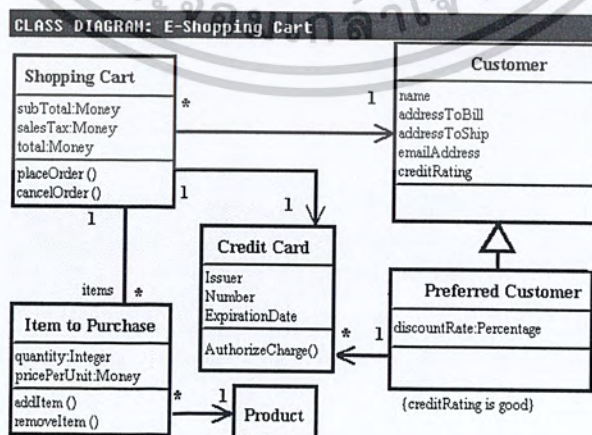 CLASS DIAGRAM: E-Shopping Cart
Shopping Cart
subTotal:Money
salesTax:Money
total:Money
placeOrder ()
cancelOrder ()
*
1
Customer
name
addressToBill
addressToShip
emailAddress
creditRating
1
1
1
items
*
Credit Card
Issuer
Number
ExpirationDate
AuthorizeCharge()
Preferred Customer
discountRate:Percentage
*
1
{creditRating is good}
Item to Purchase
quantity:Integer
pricePerUnit:Money
addItem ()
removeItem ()
*
1
Product